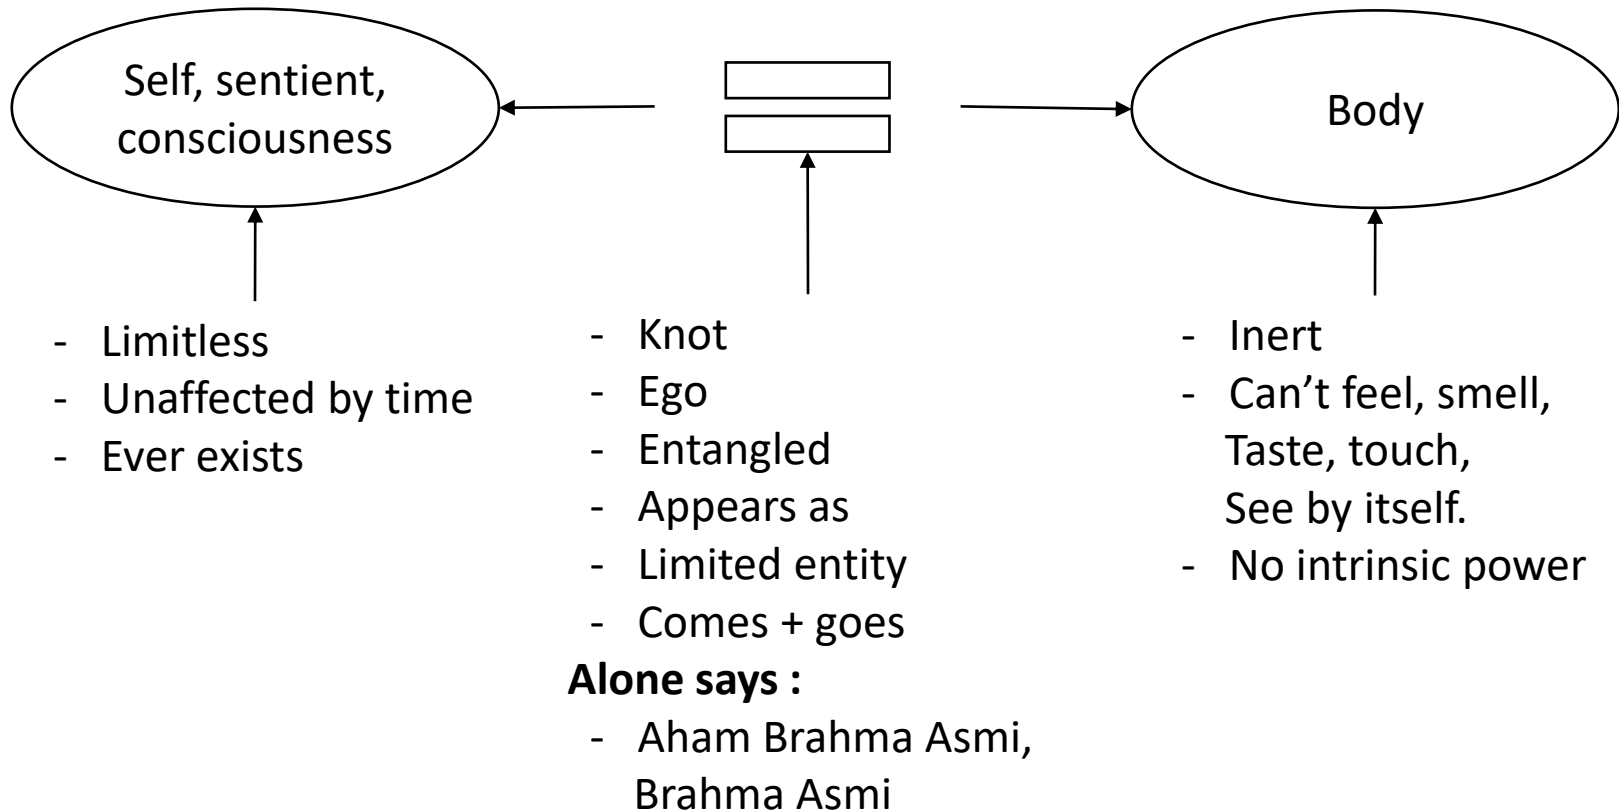 Self, sentient,
consciousness
Body
- Limitless
- Unaffected by time
- Ever exists
- Knot
- Ego
- Entangled
- Appears as
- Limited entity
- Comes + goes
Alone says :
- Aham Brahma Asmi,
Brahma Asmi
- Inert
- Can’t feel, smell,
Taste, touch,
See by itself.
- No intrinsic power